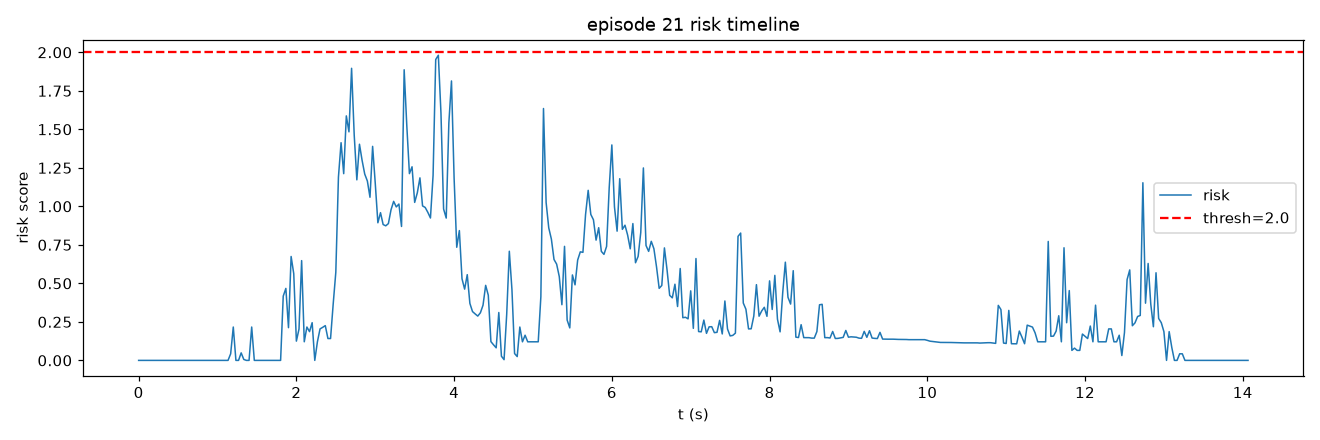 episode 21 risk timeline
risk score
2.00
1.75
1.50
1.25
1.00
0.75
0.50
0.25
0.00
risk
thresh=2.0
0 2 4 6 8 10 12 14
t (s)